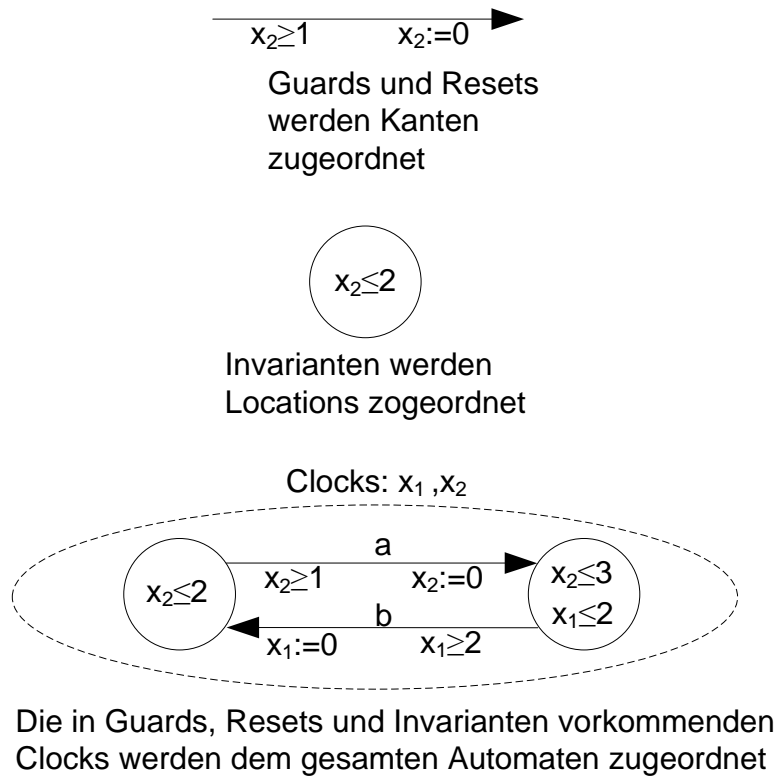 x₂≥1 x₂:=0
Guards und Resets
werden Kanten
zugeordnet
x₂≤2
Invarianten werden
Locations zogeordnet
Clocks: x₁ ,x₂
a
x₂≤2 x₂≥1 x₂:=0 x₂≤3
b x₁≤2
x₁:=0 x₁≥2
Die in Guards, Resets und Invarianten vorkommenden
Clocks werden dem gesamten Automaten zugeordnet